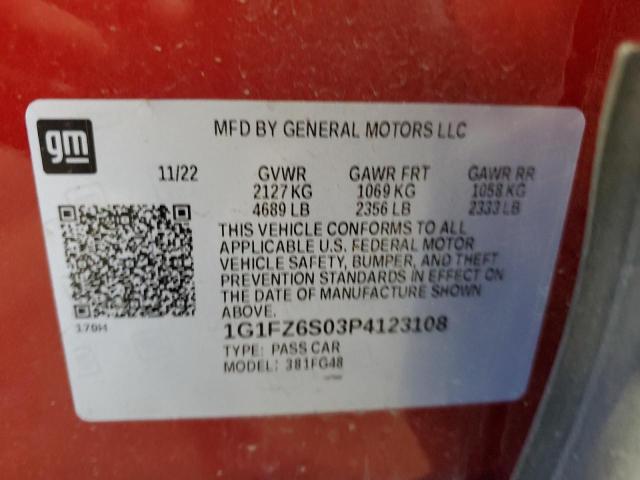 gm
MFD BY GENERAL MOTORS LLC
11/22 GVWR GAWR FRT GAWR RR
2127 KG 1069 KG 1058 KG
4689 LB 2356 LB 2333 LB
THIS VEHICLE CONFORMS TO ALL
APPLICABLE U.S. FEDERAL MOTOR
VEHICLE SAFETY, BUMPER, AND THEFT
PREVENTION STANDARDS IN EFFECT ON
THE DATE OF MANUFACTURE SHOWN
ABOVE.
179H
1G1FZ6S03P4123108
TYPE: PASS CAR
MODEL: 381FG48